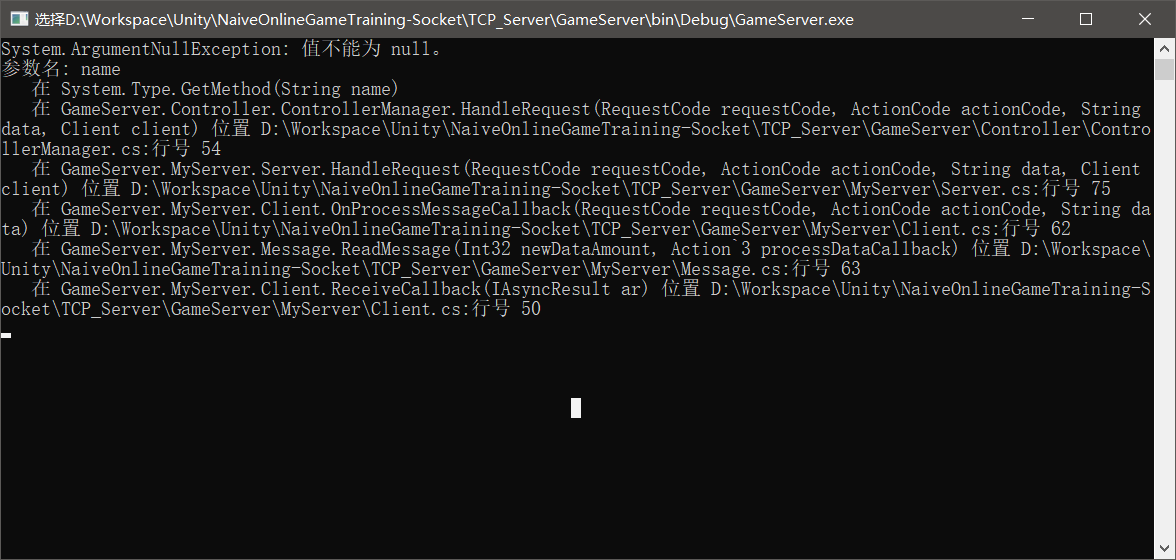 选择D:\Workspace\Unity\NaiveOnlineGameTraining-Socket\TCP_Server\GameServer\bin\Debug\GameServer.exe
System.ArgumentNullException: 值不能为 null。
参数名: name
   在 System.Type.GetMethod(String name)
   在 GameServer.Controller.ControllerManager.HandleRequest(RequestCode requestCode, ActionCode actionCode, String
data, Client client) 位置 D:\Workspace\Unity\NaiveOnlineGameTraining-Socket\TCP_Server\GameServer\Controller\Contro
llerManager.cs:行号 54
   在 GameServer.MyServer.Server.HandleRequest(RequestCode requestCode, ActionCode actionCode, String data, Client
client) 位置 D:\Workspace\Unity\NaiveOnlineGameTraining-Socket\TCP_Server\GameServer\MyServer\Server.cs:行号 75
   在 GameServer.MyServer.Client.OnProcessMessageCallback(RequestCode requestCode, ActionCode actionCode, String da
ta) 位置 D:\Workspace\Unity\NaiveOnlineGameTraining-Socket\TCP_Server\GameServer\MyServer\Client.cs:行号 62
   在 GameServer.MyServer.Message.ReadMessage(Int32 newDataAmount, Action`3 processDataCallback) 位置 D:\Workspace\
Unity\NaiveOnlineGameTraining-Socket\TCP_Server\GameServer\MyServer\Message.cs:行号 63
   在 GameServer.MyServer.Client.ReceiveCallback(IAsyncResult ar) 位置 D:\Workspace\Unity\NaiveOnlineGameTraining-S
ocket\TCP_Server\GameServer\MyServer\Client.cs:行号 50